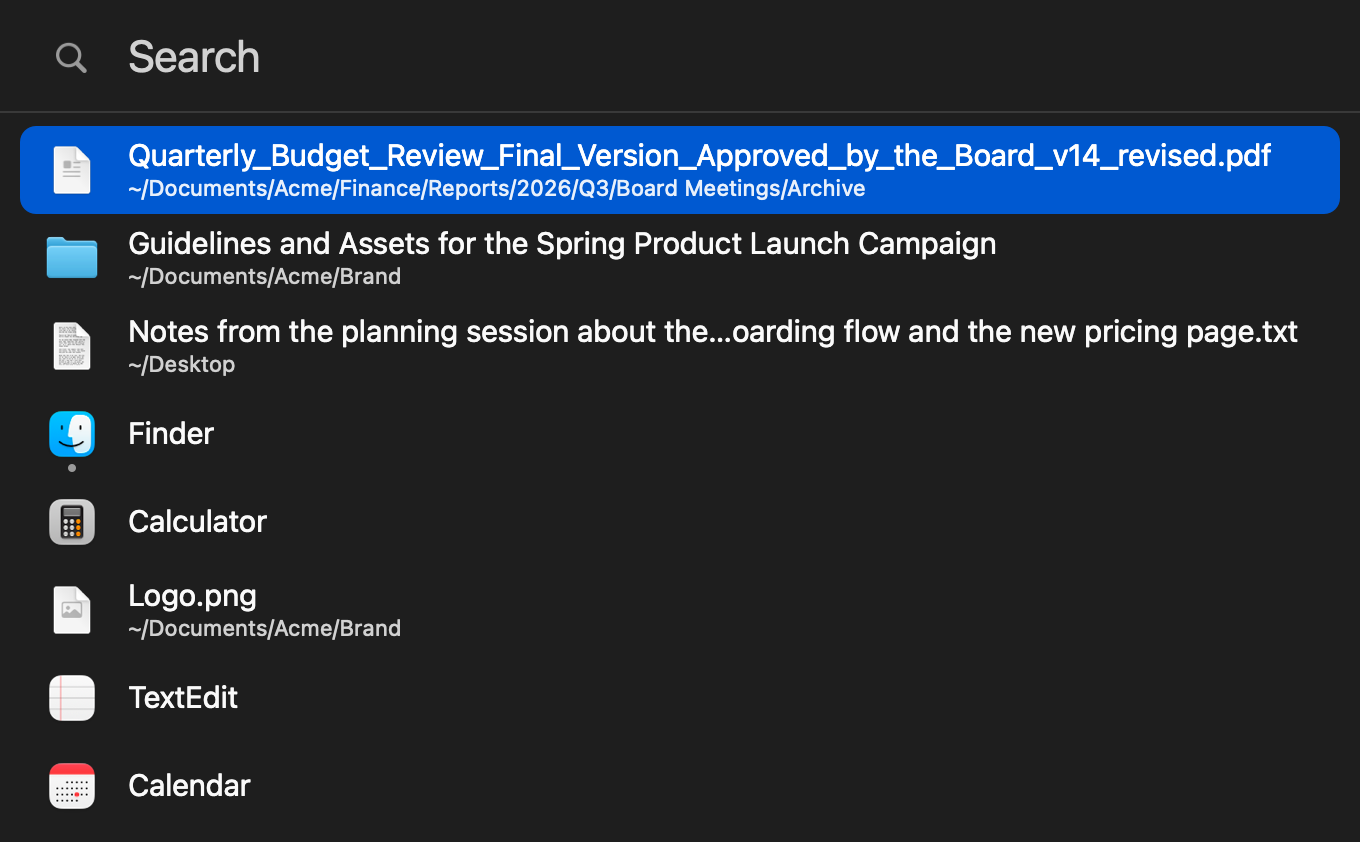 Search
Quarterly_Budget_Review_Final_Version_Approved_by_the_Board_v14_revised.pdf
~/Documents/Acme/Finance/Reports/2026/Q3/Board Meetings/Archive
Guidelines and Assets for the Spring Product Launch Campaign
~/Documents/Acme/Brand
Notes from the planning session about the...oarding flow and the new pricing page.txt
~/Desktop
Finder
Calculator
Logo.png
~/Documents/Acme/Brand
TextEdit
Calendar